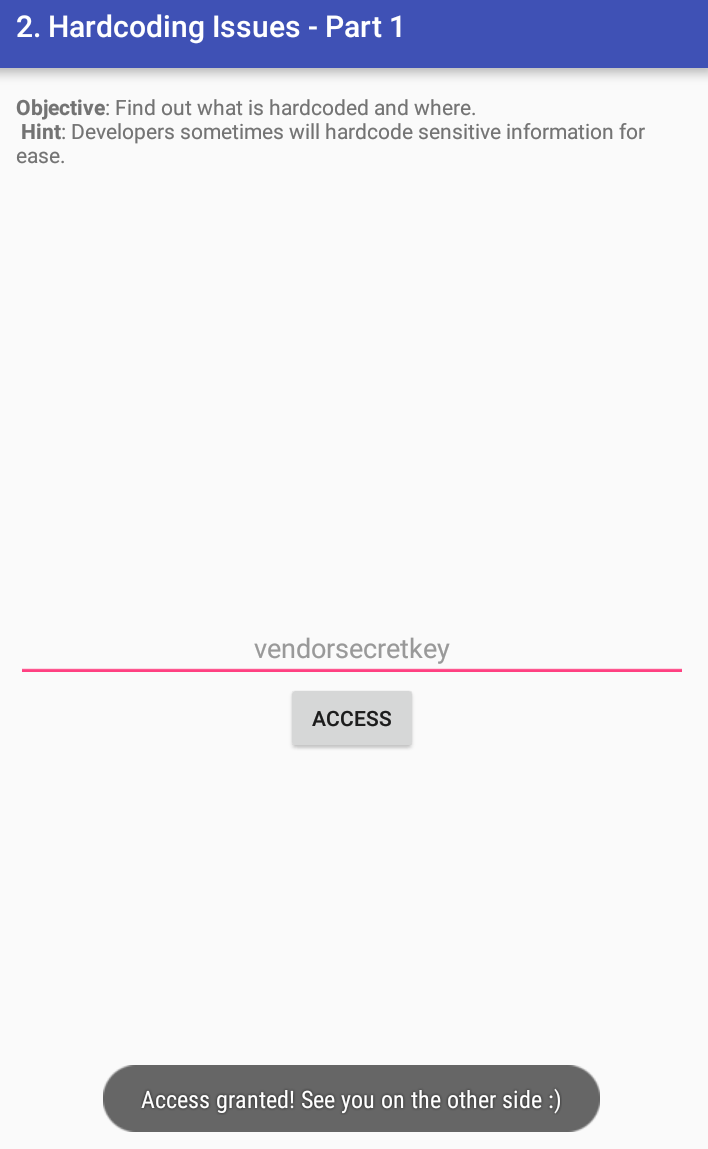 2. Hardcoding Issues - Part 1
Objective: Find out what is hardcoded and where.
Hint: Developers sometimes will hardcode sensitive information for
ease.
vendorsecretkey
ACCESS
Access granted! See you on the other side :)